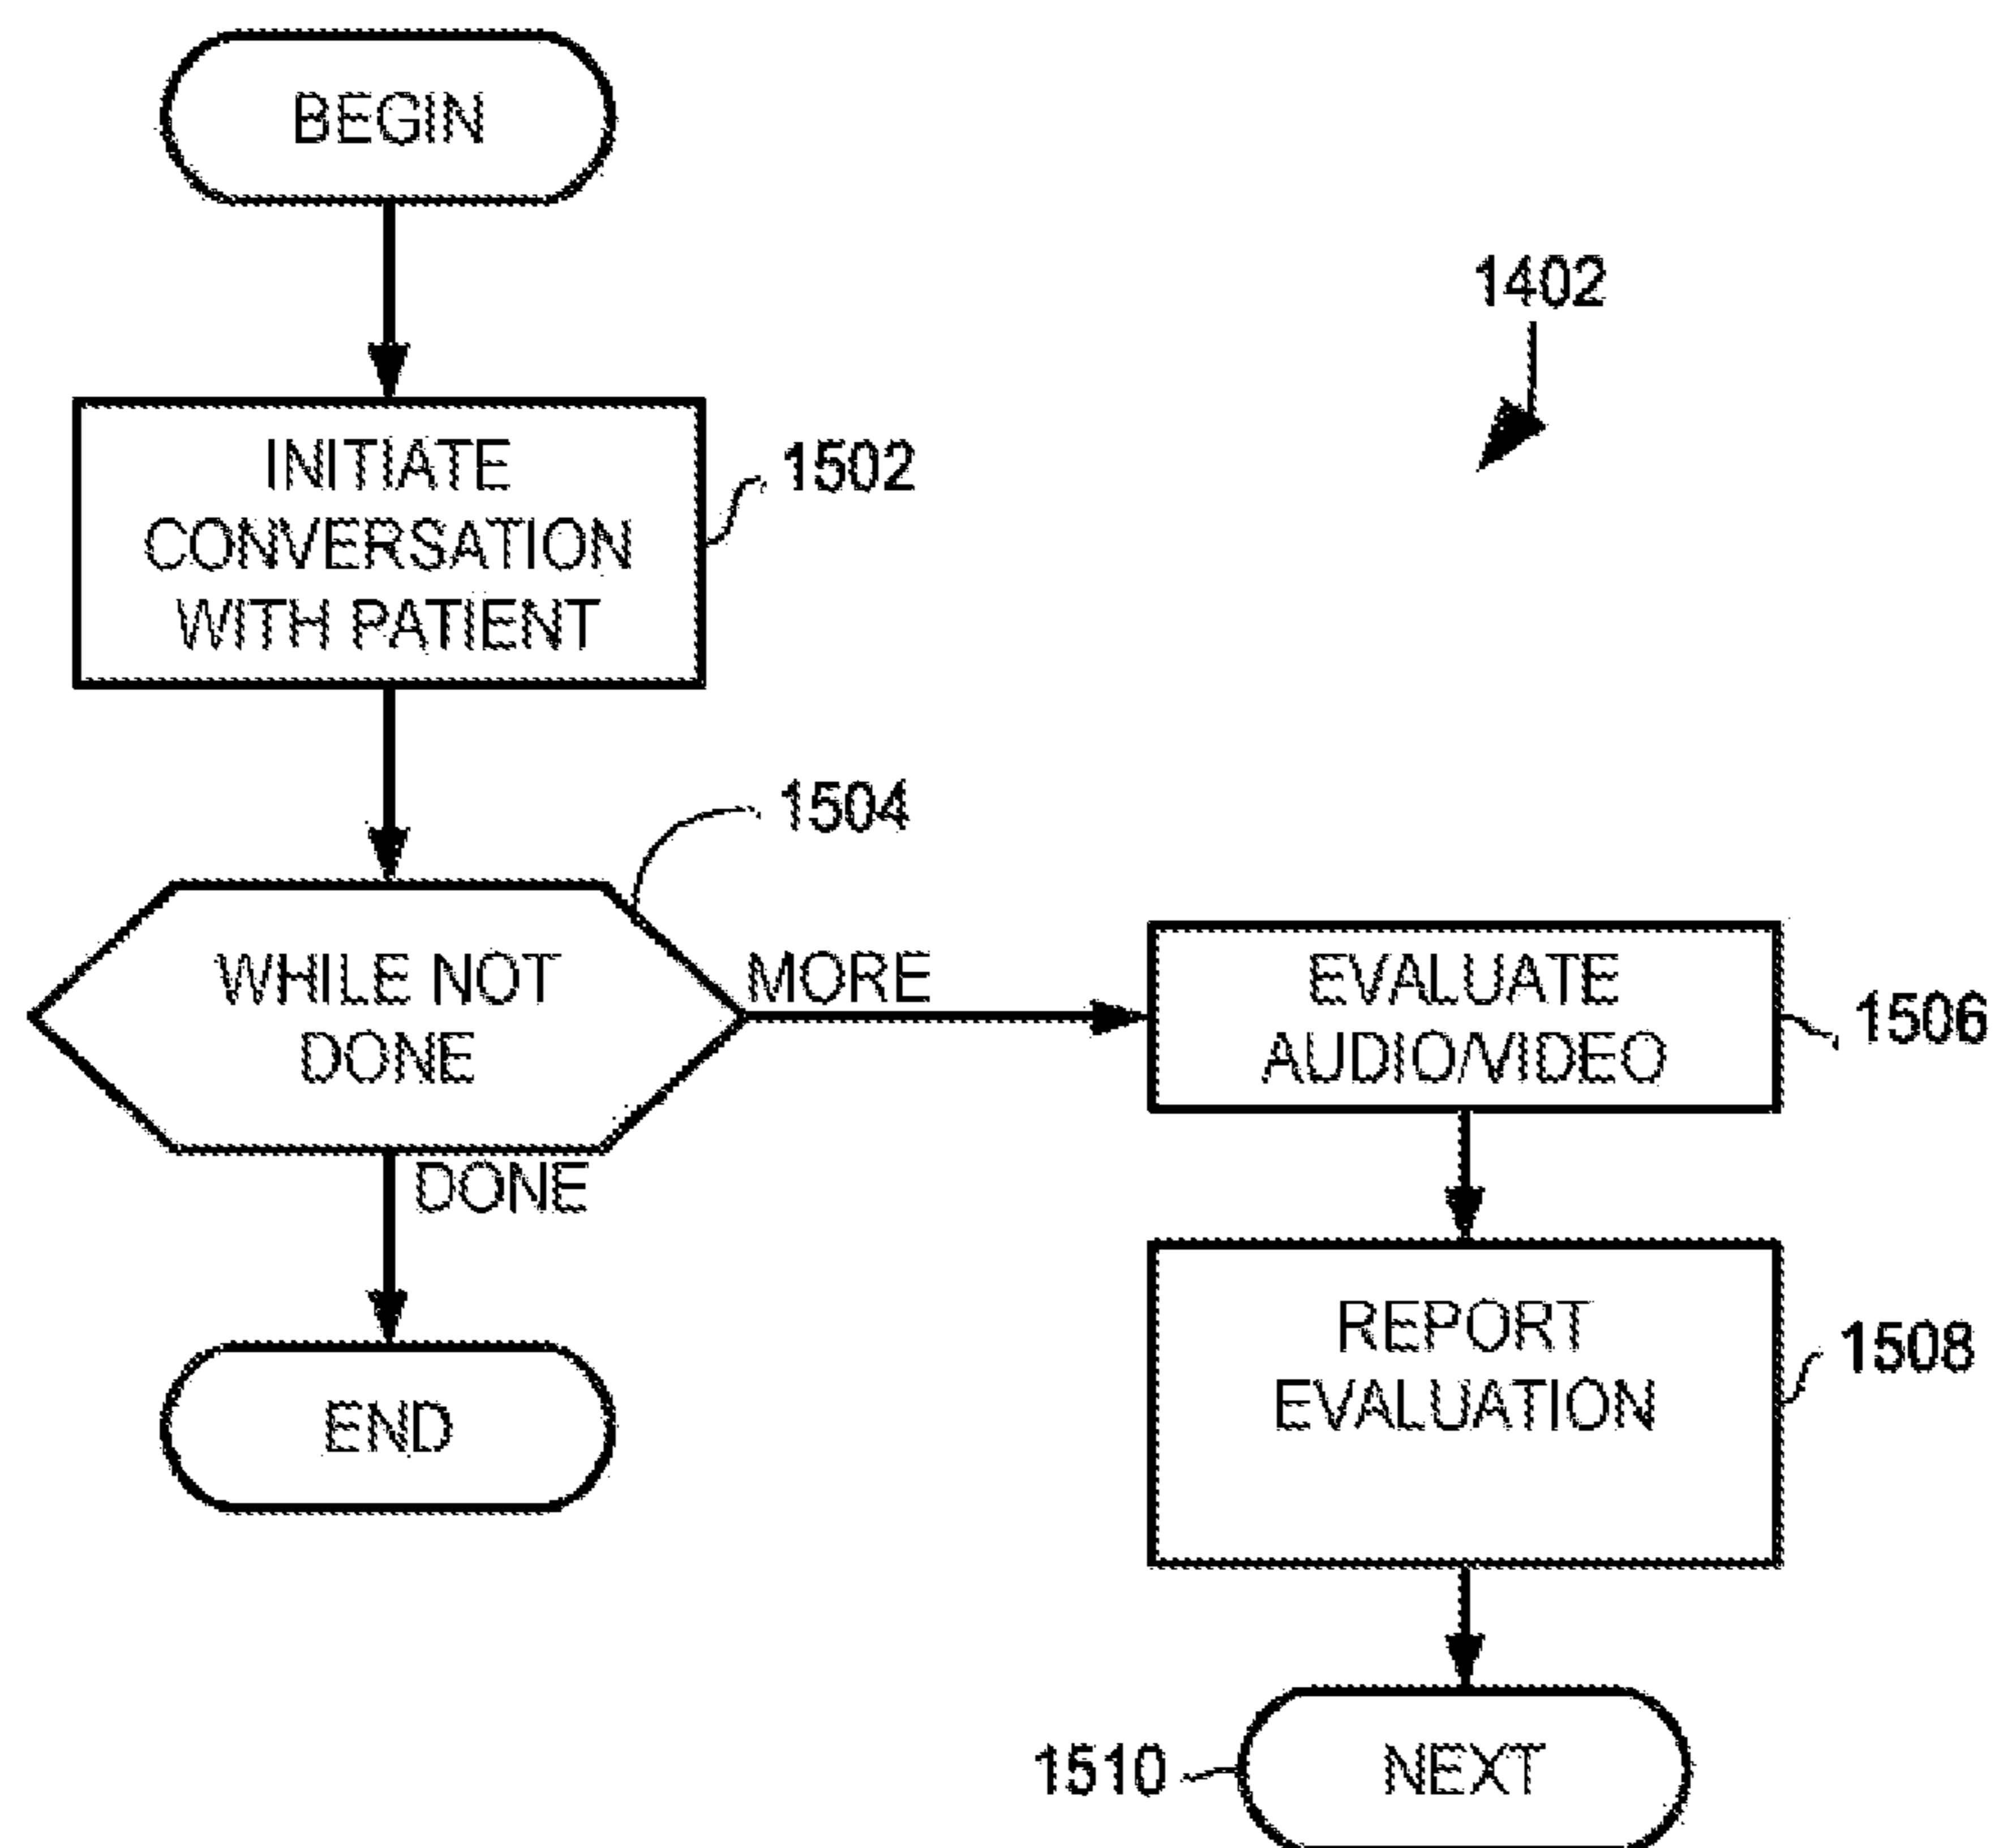 BEGIN
1402
INITIATE
CONVERSATION
WITH PATIENT
1502
1504
WHILE NOT
DONE
MORE
EVALUATE
AUDIO/VIDEO
1506
DONE
REPORT
EVALUATION
1508
END
1510
NEXT